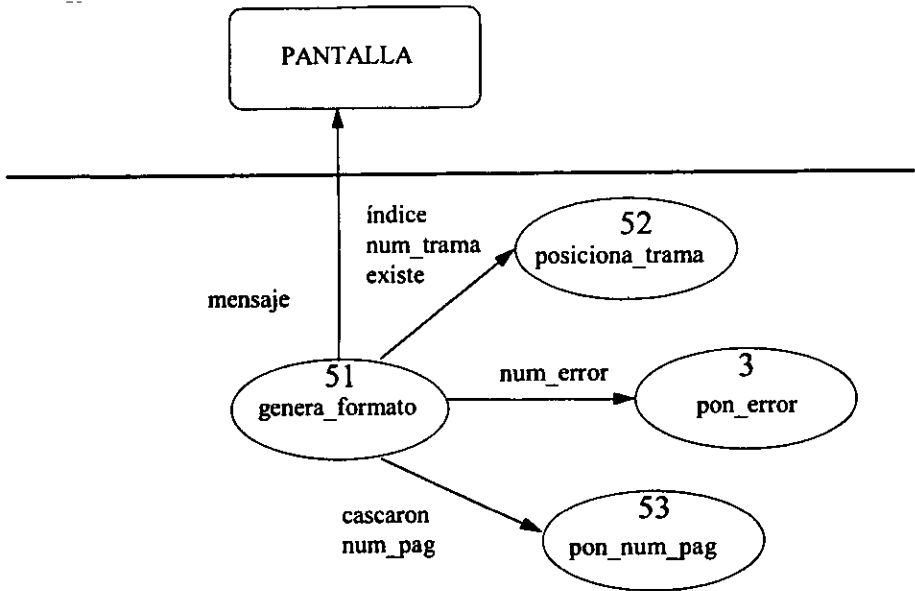 PANTALLA
índice
num_trama
existe
52
posiciona_trama
mensaje
51
genera_formato
num_error
3
pon_error
cascaron
num_pag
53
pon_num_pag